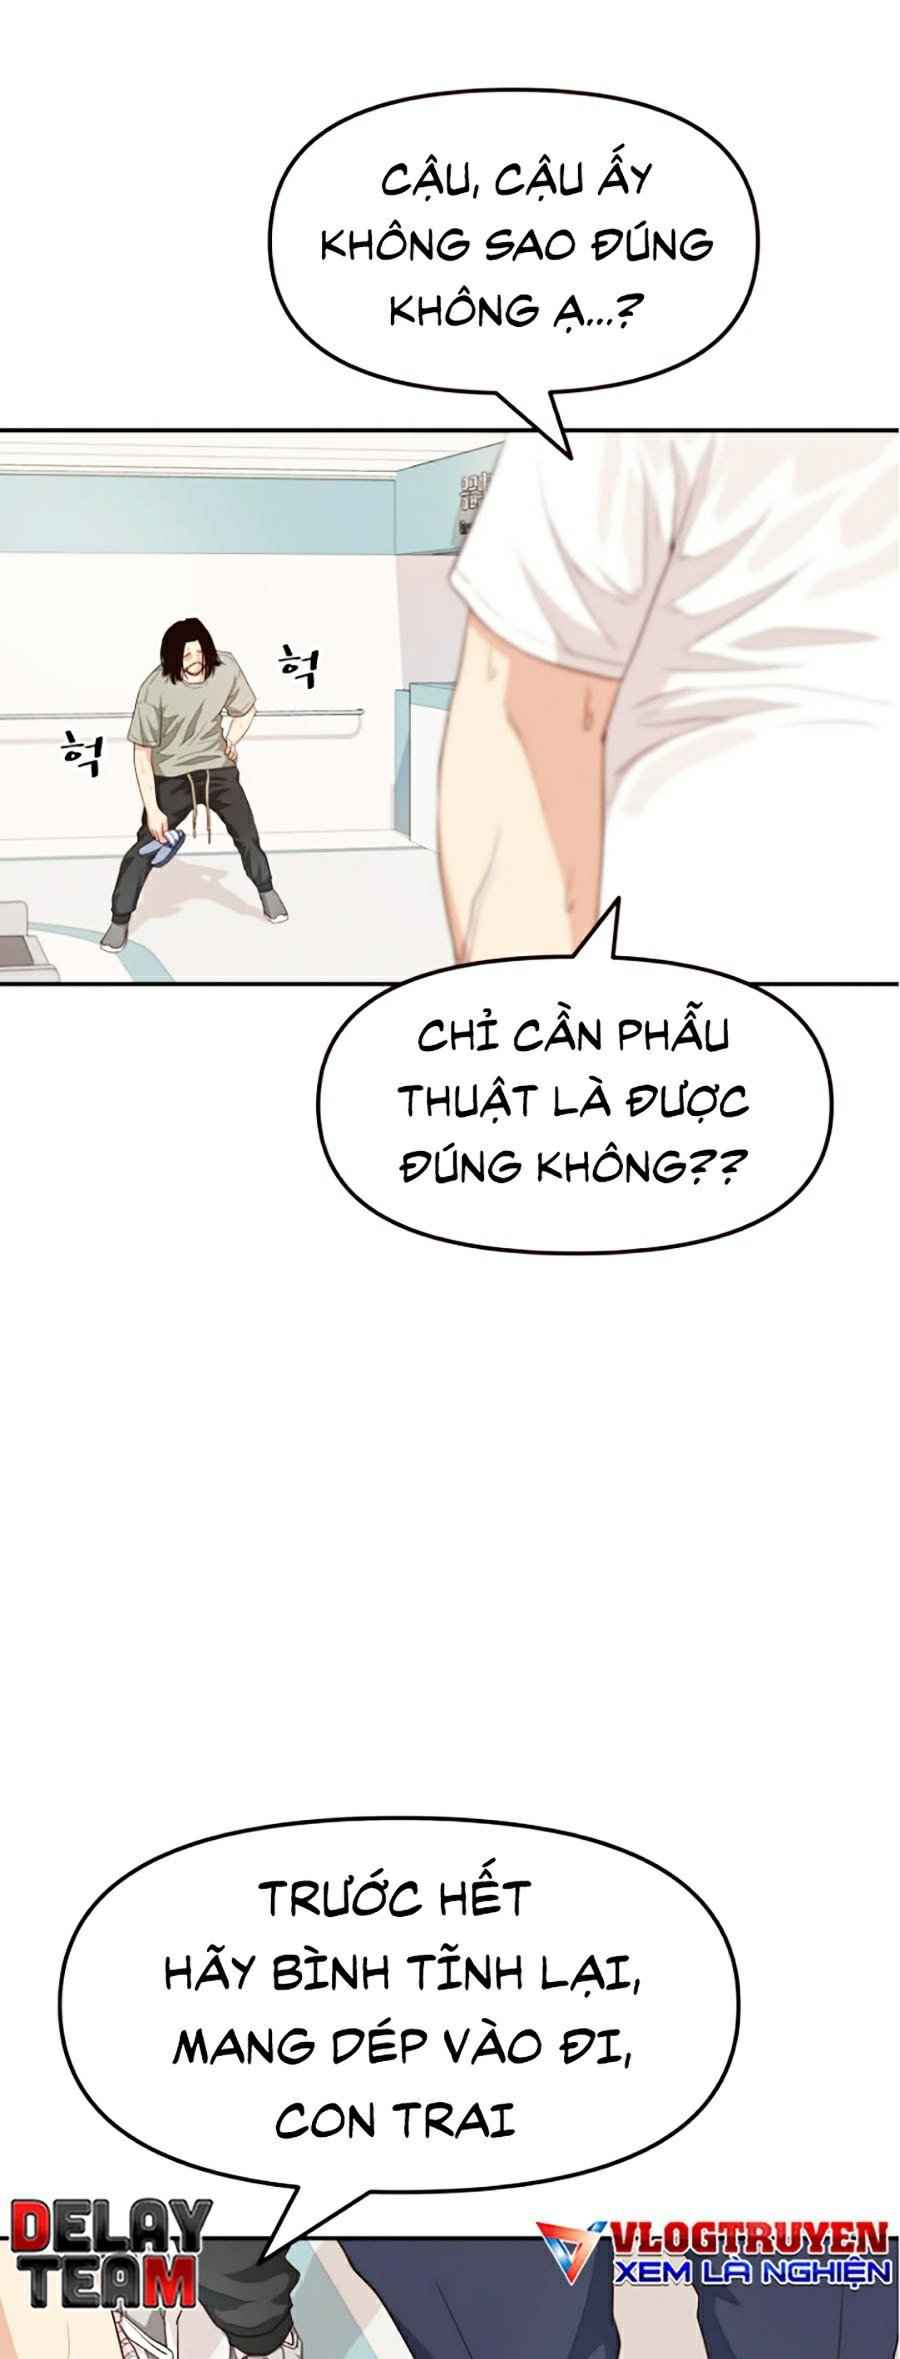 CẬU, CẬU ẤY
KHÔNG SAO ĐÚNG
KHÔNG Ạ...?
헉
헉
CHỈ CẦN PHẪU
THUẬT LÀ ĐƯỢC
ĐÚNG KHÔNG??
TRƯỚC HẾT
HÃY BÌNH TĨNH LẠI,
MANG DÉP VÀO ĐI,
CON TRAI
DELAY
TEAM
VLOGTRUYEN
XEM LÀ NGHIỆN